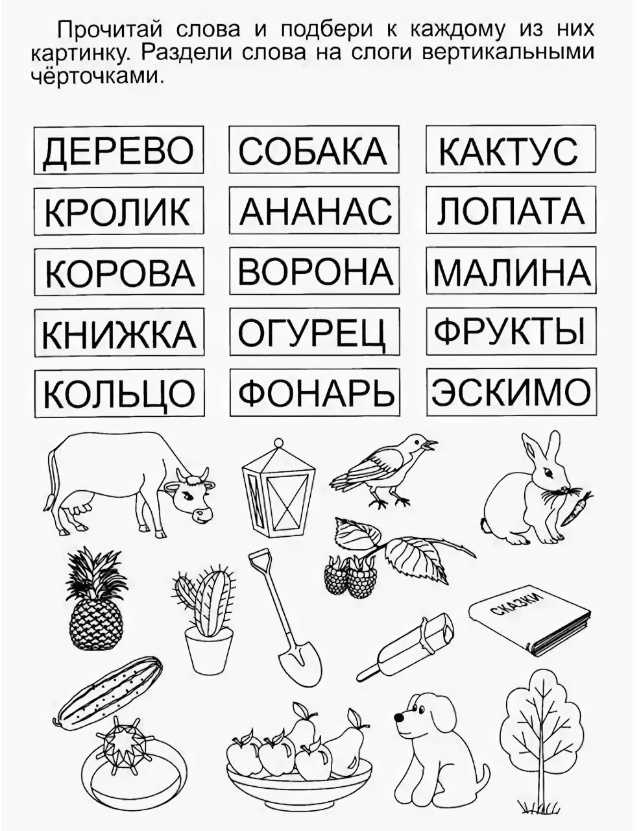 Прочитай слова и подбери к каждому из них
картинку. Раздели слова на слоги вертикальными
чёрточками.
ДЕРЕВО СОБАКА КАКТУС
КРОЛИК АНАНАС ЛОПАТА
КОРОВА ВОРОНА МАЛИНА
КНИЖКА ОГУРЕЦ ФРУКТЫ
КОЛЬЦО ФОНАРЬ ЭСКИМО
СКАЗКИ